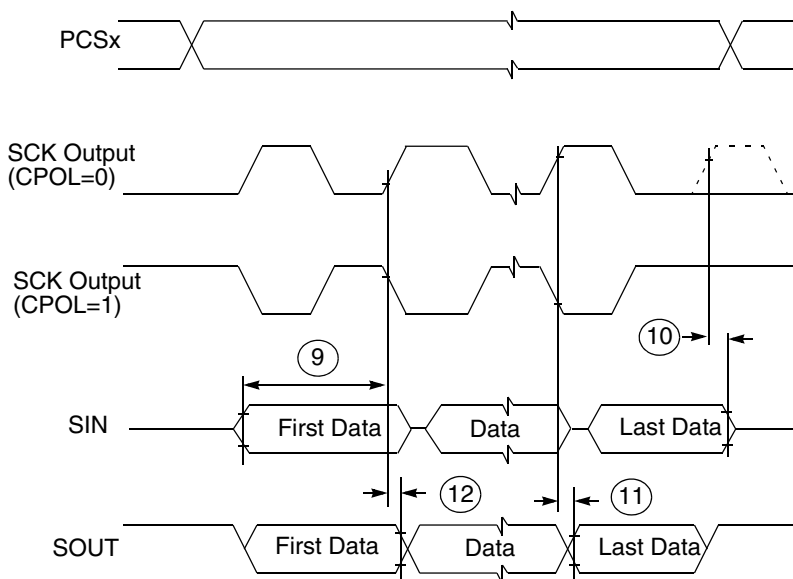 PCSx
SCK Output
(CPOL=0)
SCK Output
(CPOL=1)
10
9
SIN
First Data
Data
Last Data
12
11
SOUT
First Data
Data
Last Data